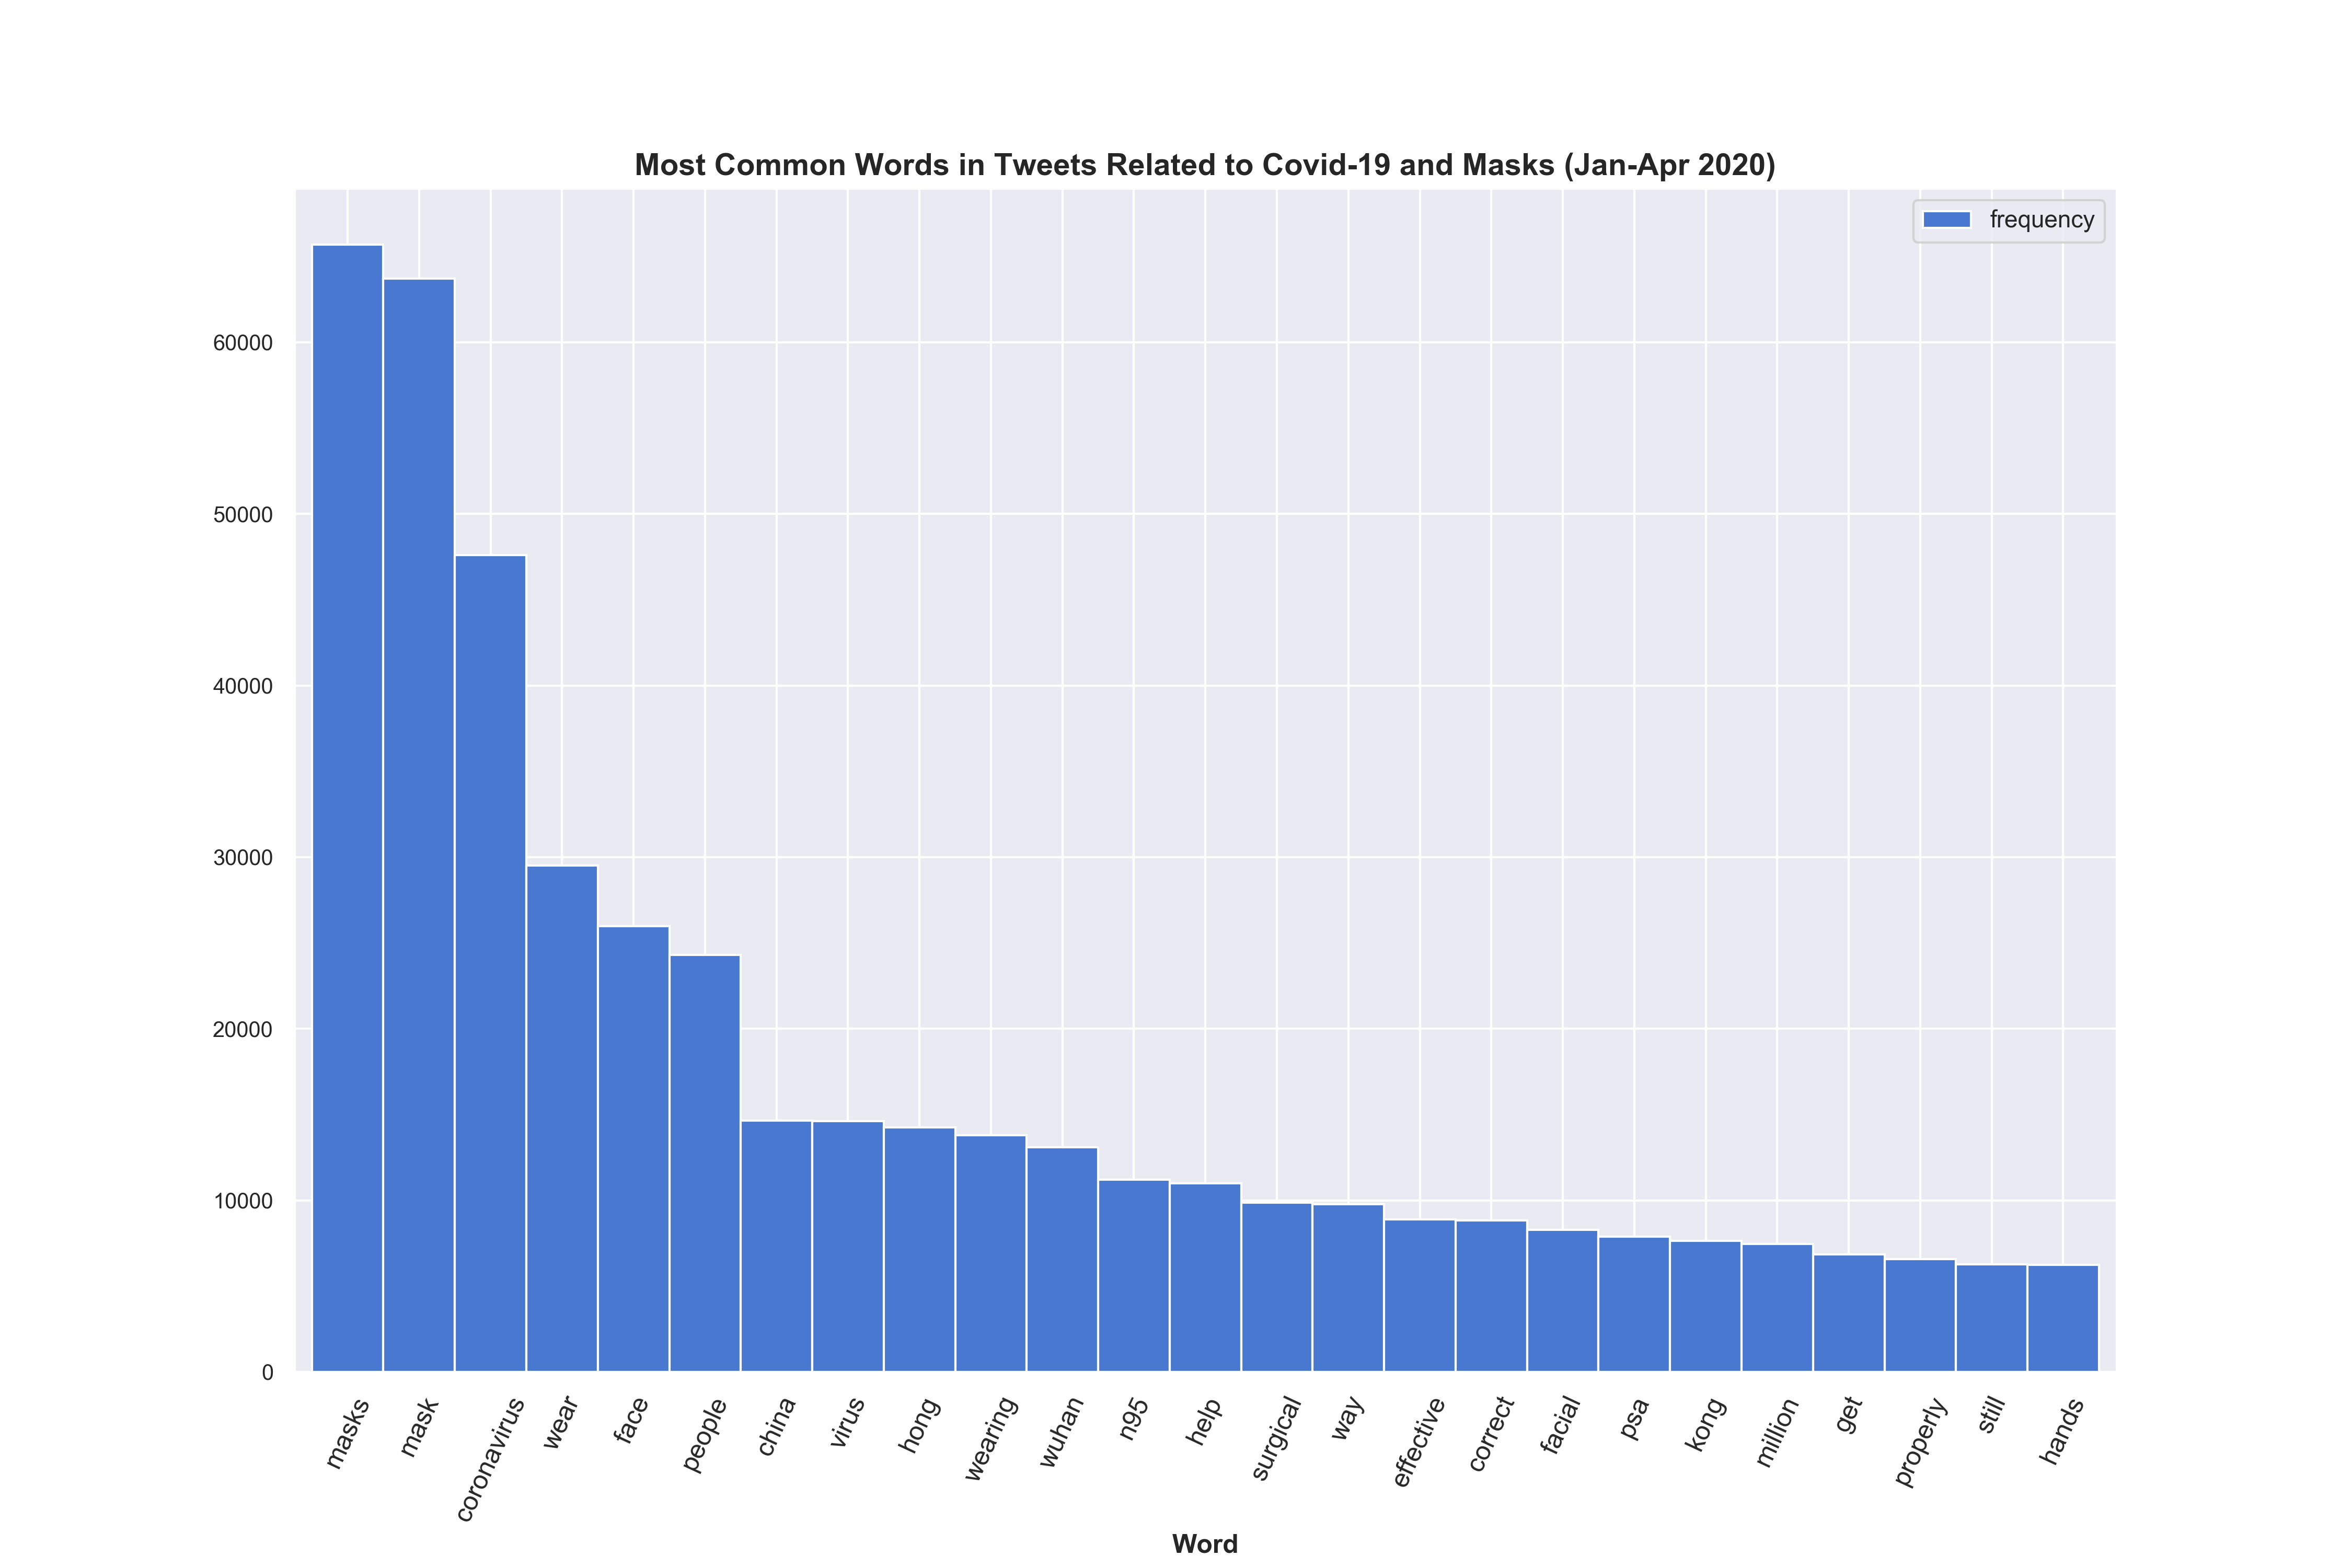 Most Common Words in Tweets Related to Covid-19 and Masks (Jan-Apr 2020)
frequency
60000
50000
40000
30000
20000
10000
0
masks
mask
coronavirus
wear
face
people
china
virus
hong
wearing
wuhan
n95
help
surgical
way
effective
correct
facial
psa
kong
million
get
properly
still
hands
Word